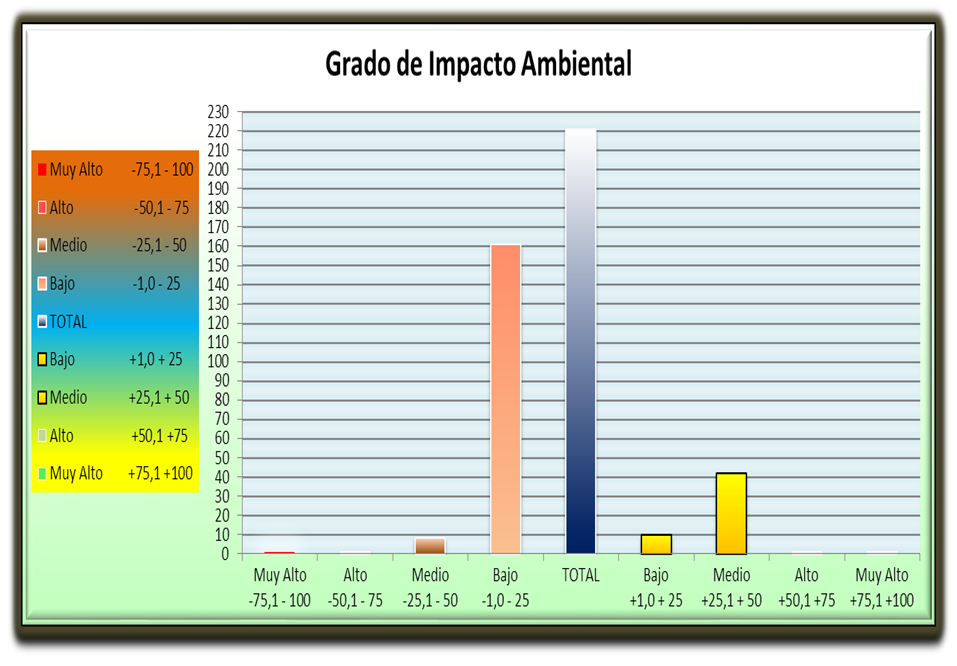 Grado de Impacto Ambiental
Muy Alto -75,1 - 100
Alto -50,1 - 75
Medio -25,1 - 50
Bajo -1,0 - 25
TOTAL
Bajo +1,0 + 25
Medio +25,1 + 50
Alto +50,1 +75
Muy Alto +75,1 +100
230
220
210
200
190
180
170
160
150
140
130
120
110
100
90
80
70
60
50
40
30
20
10
0
Muy Alto Alto Medio Bajo TOTAL Bajo Medio Alto Muy Alto
-75,1 - 100 -50,1 - 75 -25,1 - 50 -1,0 - 25 +1,0 + 25 +25,1 + 50 +50,1 +75 +75,1 +100